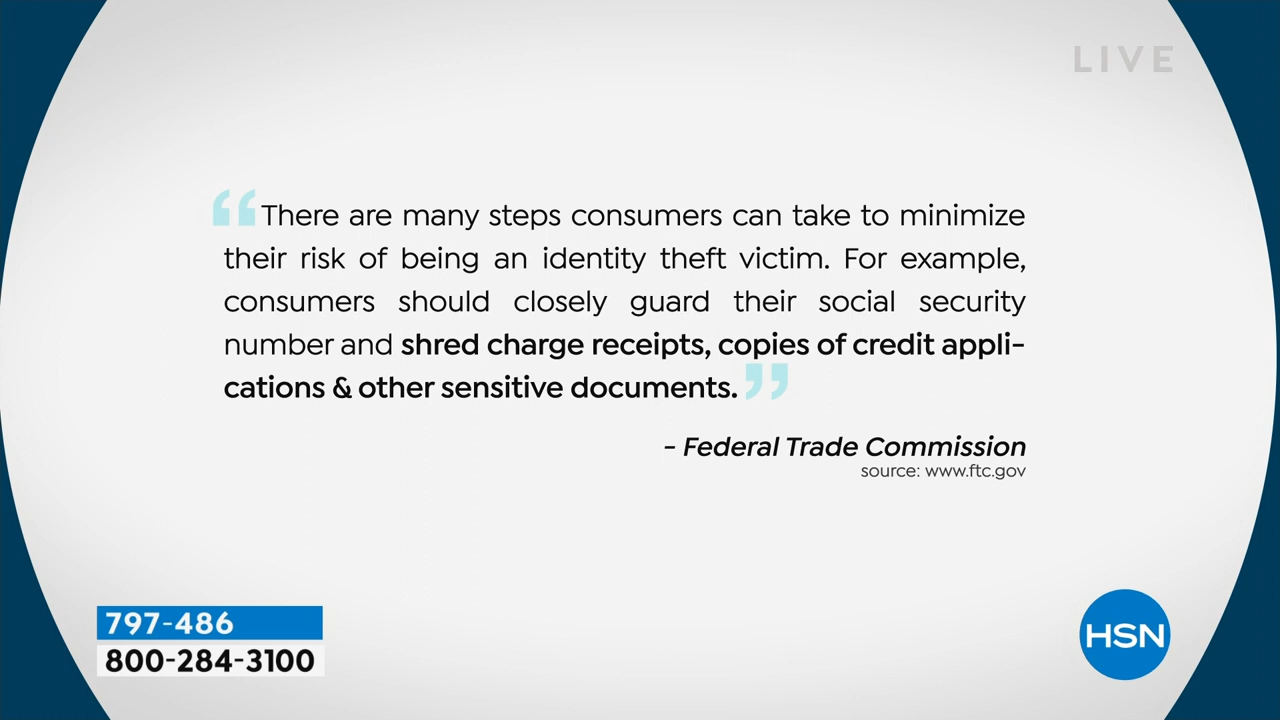 LIVE
“There are many steps consumers can take to minimize
their risk of being an identity theft victim. For example,
consumers should closely guard their social security
number and shred charge receipts, copies of credit appli-
cations & other sensitive documents.”
- Federal Trade Commission
source: www.ftc.gov
797-486
800-284-3100
HSN